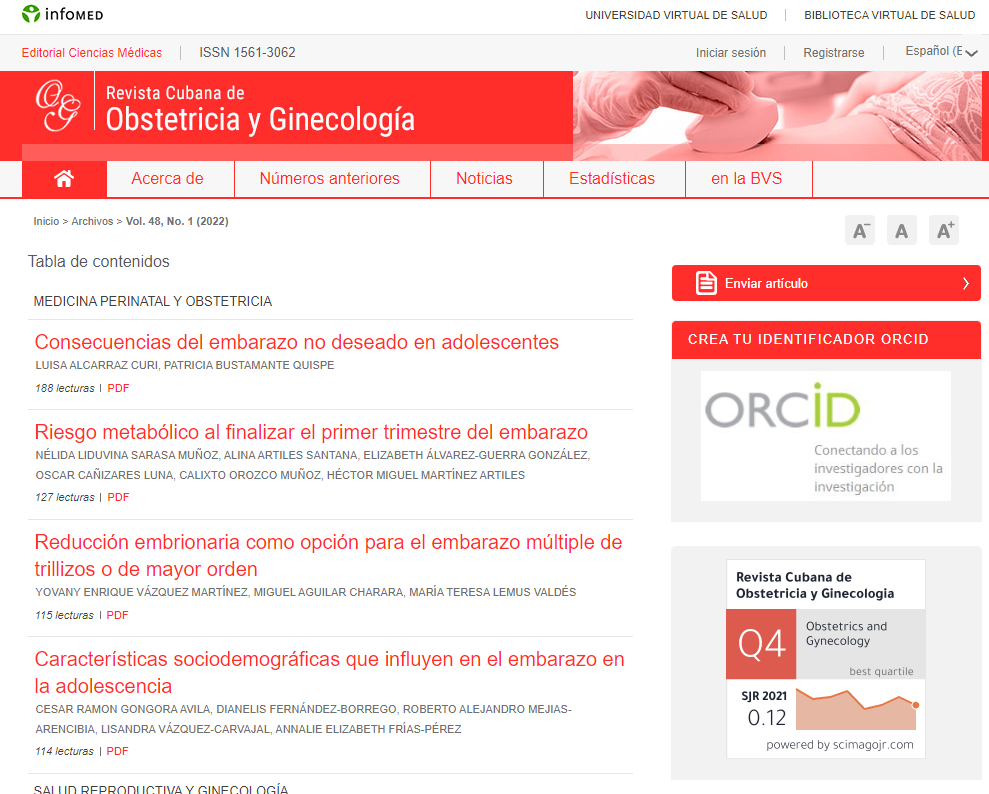 infoMED
UNIVERSIDAD VIRTUAL DE SALUD
BIBLIOTECA VIRTUAL DE SALUD
Editorial Ciencias Médicas
ISSN 1561-3062
Iniciar sesión
Registrarse
Español (E
OG
Revista Cubana de
Obstetricia y Ginecología
Acerca de
Números anteriores
Noticias
Estadísticas
en la BVS
Inicio > Archivos > Vol. 48, No. 1 (2022)
A-
A
A+
Tabla de contenidos
MEDICINA PERINATAL Y OBSTETRICIA
Consecuencias del embarazo no deseado en adolescentes
LUISA ALCARRAZ CURI, PATRICIA BUSTAMANTE QUISPE
188 lecturas | PDF
Riesgo metabólico al finalizar el primer trimestre del embarazo
NÉLIDA LIDUVINA SARASA MUÑOZ, ALINA ARTILES SANTANA, ELIZABETH ÁLVAREZ-GUERRA GONZÁLEZ,
OSCAR CAÑIZARES LUNA, CALIXTO OROZCO MUÑOZ, HÉCTOR MIGUEL MARTÍNEZ ARTILES
127 lecturas | PDF
Reducción embrionaria como opción para el embarazo múltiple de
trillizos o de mayor orden
YOVANY ENRIQUE VÁZQUEZ MARTÍNEZ, MIGUEL AGUILAR CHARARA, MARÍA TERESA LEMUS VALDÉS
115 lecturas | PDF
Características sociodemográficas que influyen en el embarazo en
la adolescencia
CESAR RAMON GONGORA AVILA, DIANELIS FERNÁNDEZ-BORREGO, ROBERTO ALEJANDRO MEJIAS-
ARENCIBIA, LISANDRA VÁZQUEZ-CARVAJAL, ANNALIE ELIZABETH FRÍAS-PÉREZ
114 lecturas | PDF
SALUD REPRODUCTIVA Y GINECOLOGÍA
Enviar artículo
CREA TU IDENTIFICADOR ORCID
ORCID
Conectando a los
investigadores con la
investigación
Revista Cubana de
Obstetricia y Ginecologia
Q4
Obstetrics and
Gynecology
best quartile
SJR 2021
0.12
powered by scimagojr.com